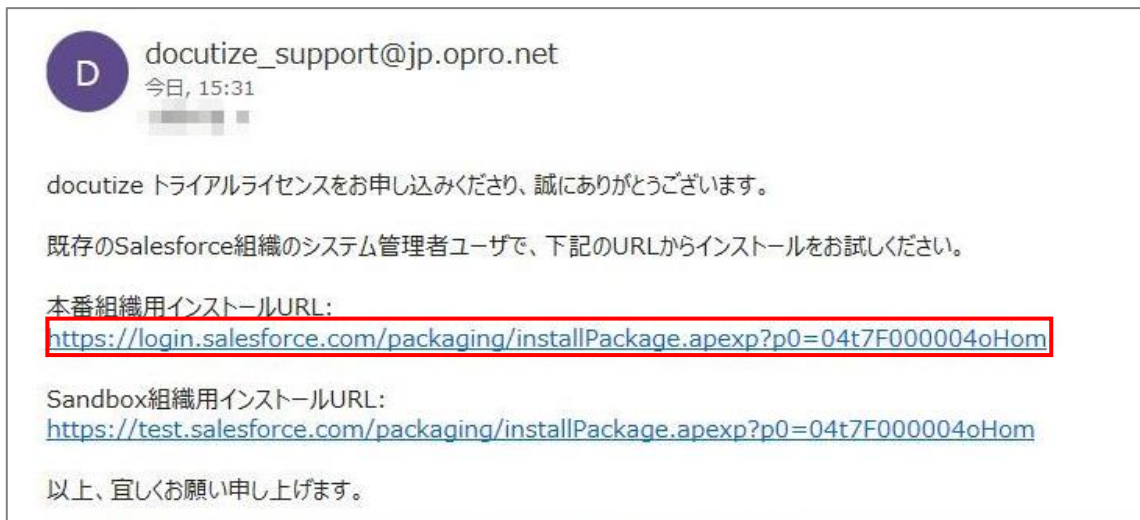 D
docutize_support@jp.opro.net
今日, 15:31
docutize トライアルライセンスをお申し込みくださり、誠にありがとうございます。
既存のSalesforce組織のシステム管理者ユーザで、下記のURLからインストールをお試しください。
本番組織用インストールURL:
https://login.salesforce.com/packaging/installPackage.apexp?p0=04t7F000004oHom
Sandbox組織用インストールURL:
https://test.salesforce.com/packaging/installPackage.apexp?p0=04t7F000004oHom
以上、宜しくお願い申し上げます。